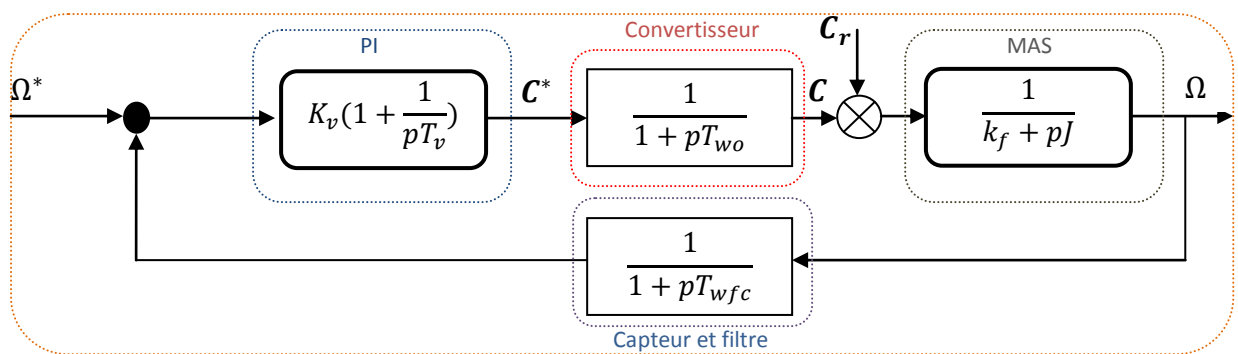 PI
Convertisseur
C_r
MAS
Ω*
K_v(1 + 1/(pT_v))
C*
1/(1 + pT_wo)
C
1/(k_f + pJ)
Ω
1/(1 + pT_wfc)
Capteur et filtre